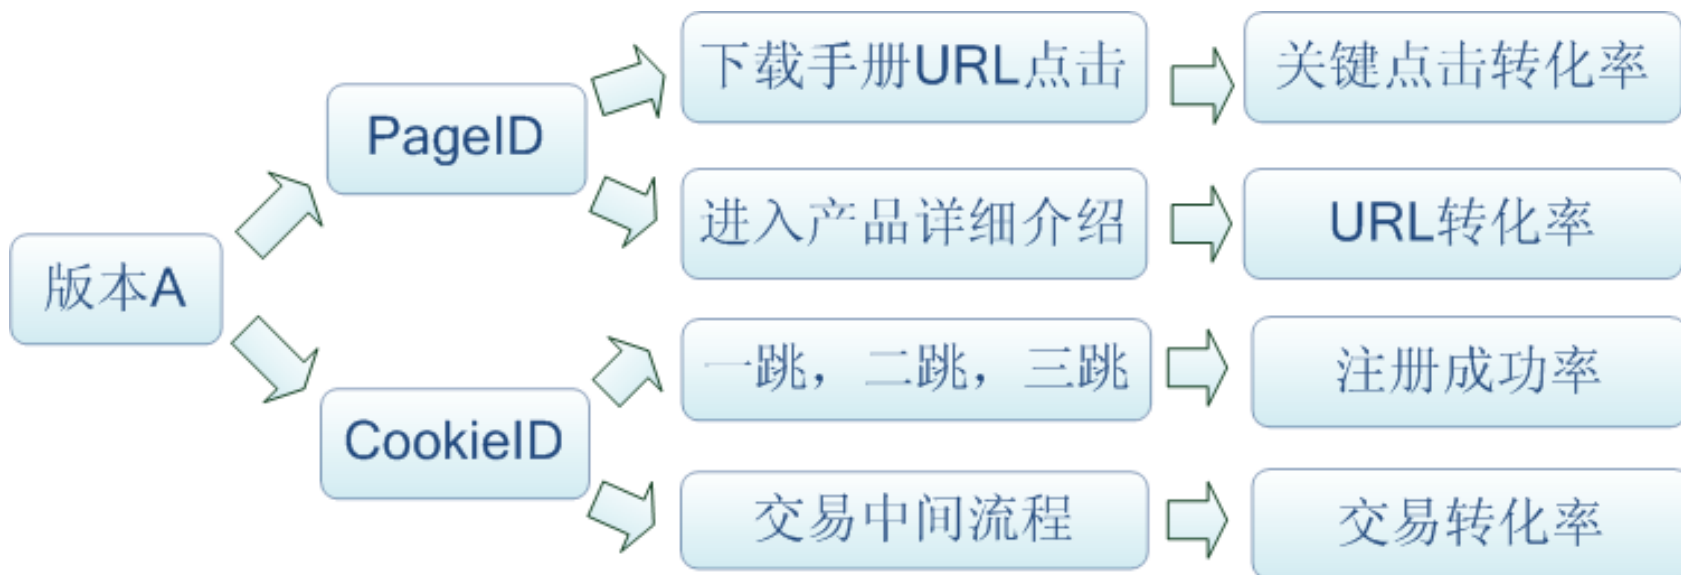 下载手册URL点击
关键点击转化率
PageID
进入产品详细介绍
URL转化率
版本A
一跳，二跳，三跳
注册成功率
CookieID
交易中间流程
交易转化率